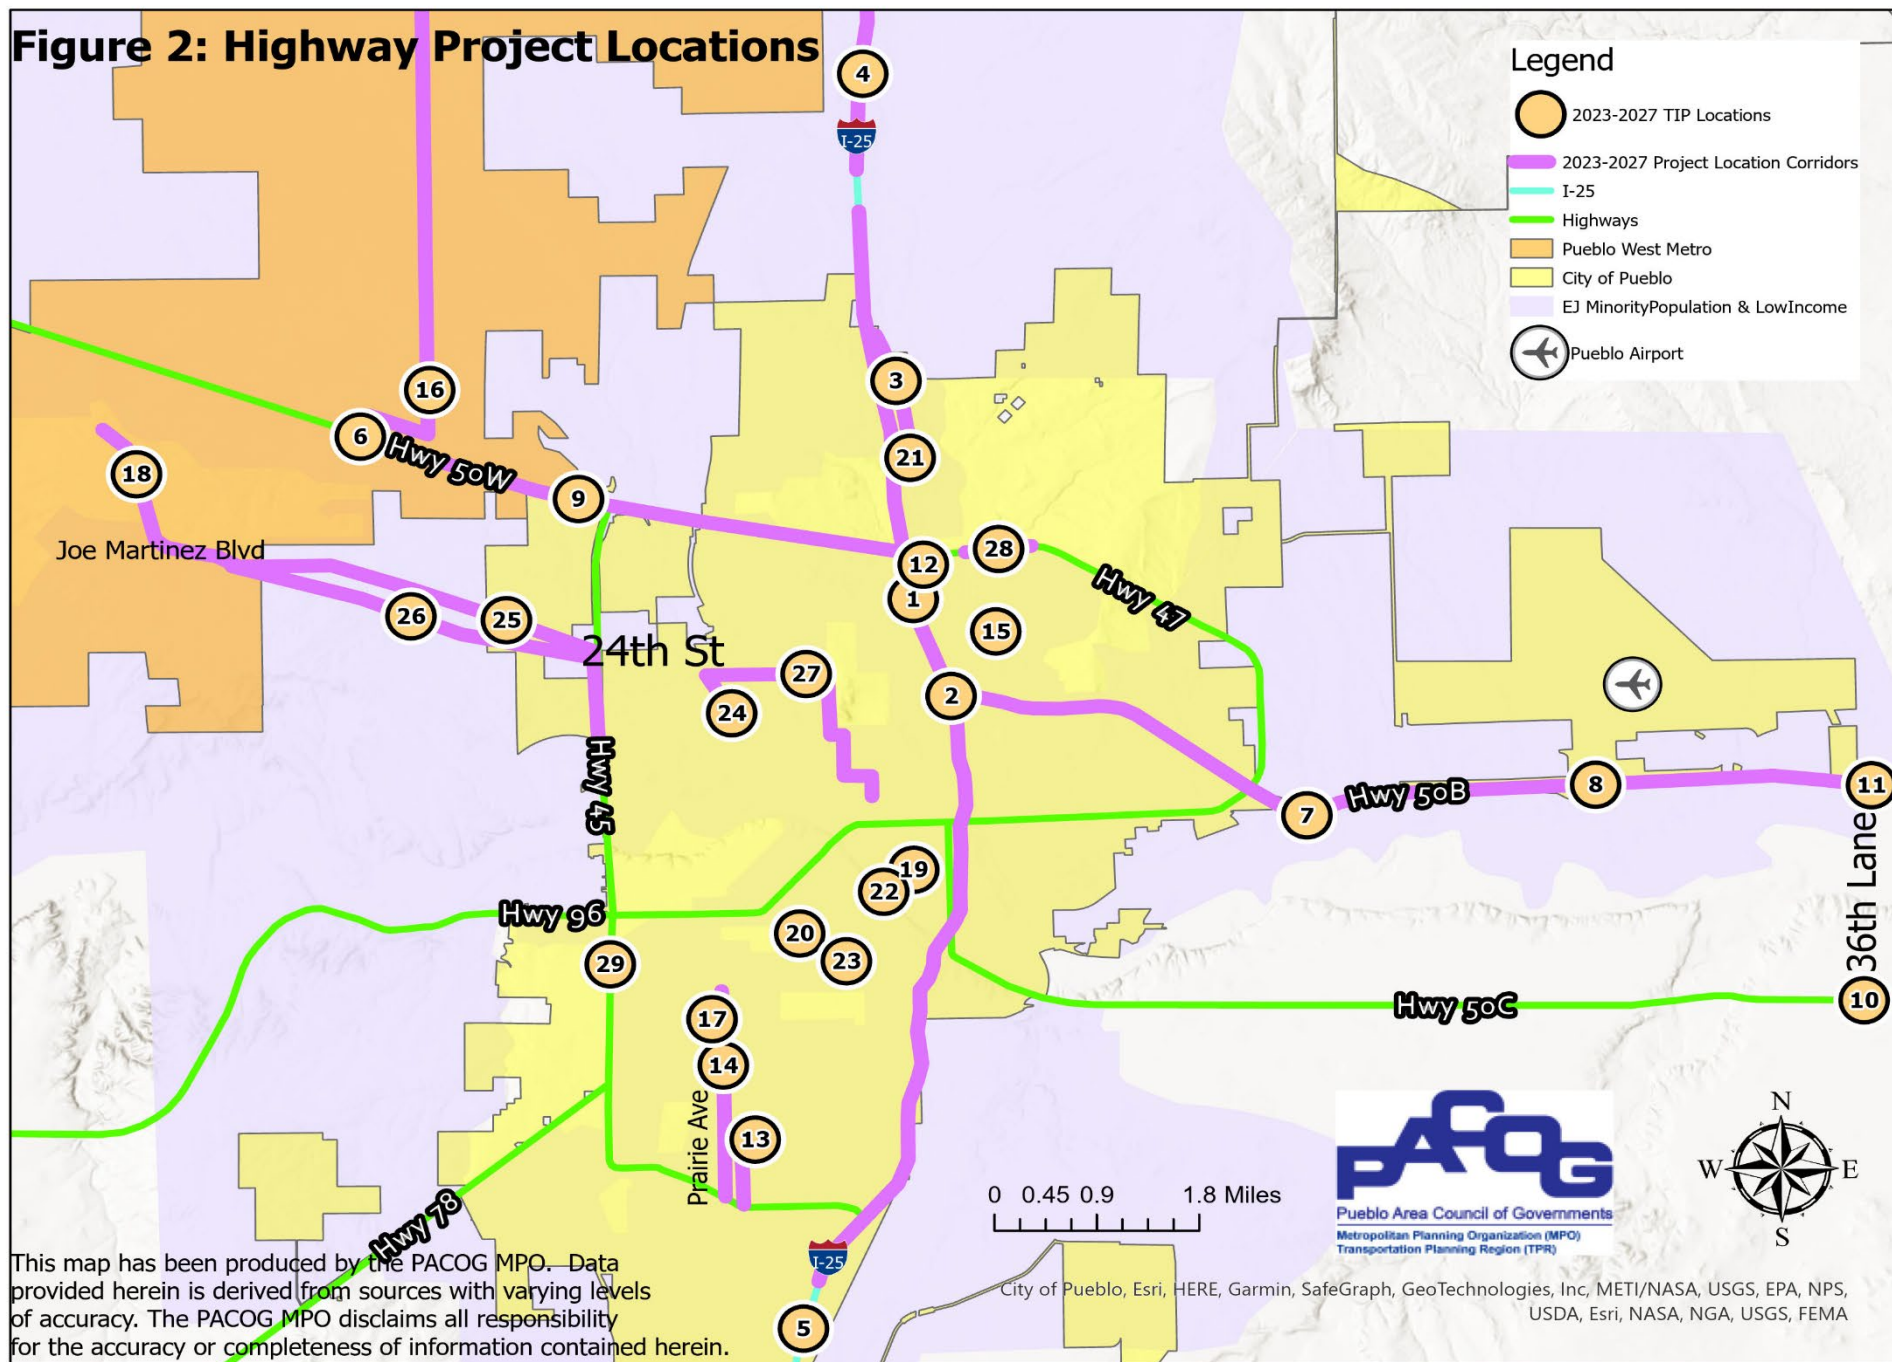 Figure 2: Highway Project Locations
Legend
2023-2027 TIP Locations
2023-2027 Project Location Corridors
I-25
Highways
Pueblo West Metro
City of Pueblo
EJ MinorityPopulation & LowIncome
Pueblo Airport
4
I-25
3
16
6
Hwy 50W
21
18
9
Joe Martinez Blvd
12
28
1
Hwy 47
26
25
15
24th St
27
2
24
Hwy 45
7
Hwy 50B
8
11
19
22
36th Lane
Hwy 96
20
23
29
10
Hwy 50C
17
14
Prairie Ave
13
Hwy 78
0 0.45 0.9 1.8 Miles
I-25
5
PACOG
Pueblo Area Council of Governments
Metropolitan Planning Organization (MPO)
Transportation Planning Region (TPR)
N
W E
S
This map has been produced by the PACOG MPO. Data
provided herein is derived from sources with varying levels
of accuracy. The PACOG MPO disclaims all responsibility
for the accuracy or completeness of information contained herein.
City of Pueblo, Esri, HERE, Garmin, SafeGraph, GeoTechnologies, Inc, METI/NASA, USGS, EPA, NPS,
USDA, Esri, NASA, NGA, USGS, FEMA